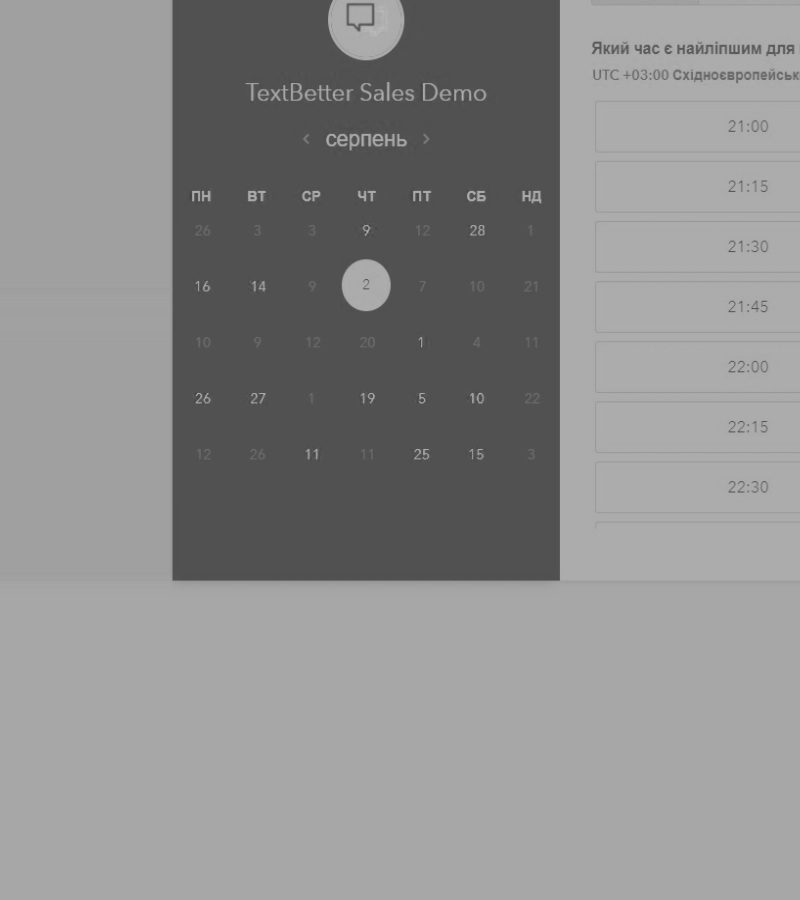 TextBetter Sales Demo
< серпень >
ПН ВТ СР ЧТ ПТ СБ НД
26 3 3 9 12 28 1
16 14 9 2 7 10 21
10 9 12 20 1 4 11
26 27 1 19 5 10 22
12 26 11 11 25 15 3
Який час є найліпшим для
UTC +03:00 Східноєвропейськ
21:00
21:15
21:30
21:45
22:00
22:15
22:30